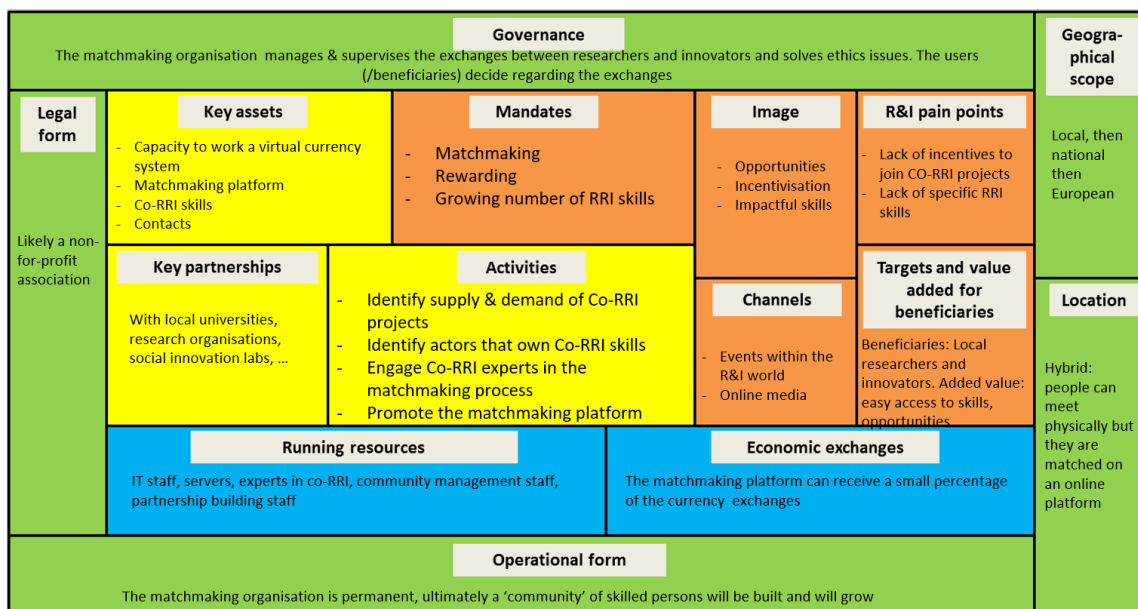 Governance
The matchmaking organisation  manages & supervises the exchanges between researchers and innovators and solves ethics issues. The users
(/beneficiaries) decide regarding the exchanges
Geogra-
phical
scope
Local, then
national
then
European
Legal
form
Likely a non-
for-profit
association
Key assets
- Capacity to work a virtual currency
system
- Matchmaking platform
- Co-RRI skills
- Contacts
Mandates
- Matchmaking
- Rewarding
- Growing number of RRI skills
Image
- Opportunities
- Incentivisation
- Impactful skills
R&I pain points
- Lack of incentives to
join CO-RRI projects
- Lack of specific RRI
skills
Key partnerships
With local universities,
research organisations,
social innovation labs, ...
Activities
- Identify supply & demand of Co-RRI
projects
- Identify actors that own Co-RRI skills
- Engage Co-RRI experts in the
matchmaking process
- Promote the matchmaking platform
Channels
- Events within the
R&I world
- Online media
Targets and value
added for
beneficiaries
Beneficiaries: Local
researchers and
innovators. Added value:
easy access to skills,
opportunities
Location
Hybrid:
people can
meet
physically but
they are
matched on
an online
platform
Running resources
IT staff, servers, experts in co-RRI, community management staff,
partnership building staff
Economic exchanges
The matchmaking platform can receive a small percentage
of the currency  exchanges
Operational form
The matchmaking organisation is permanent, ultimately a ‘community’ of skilled persons will be built and will grow